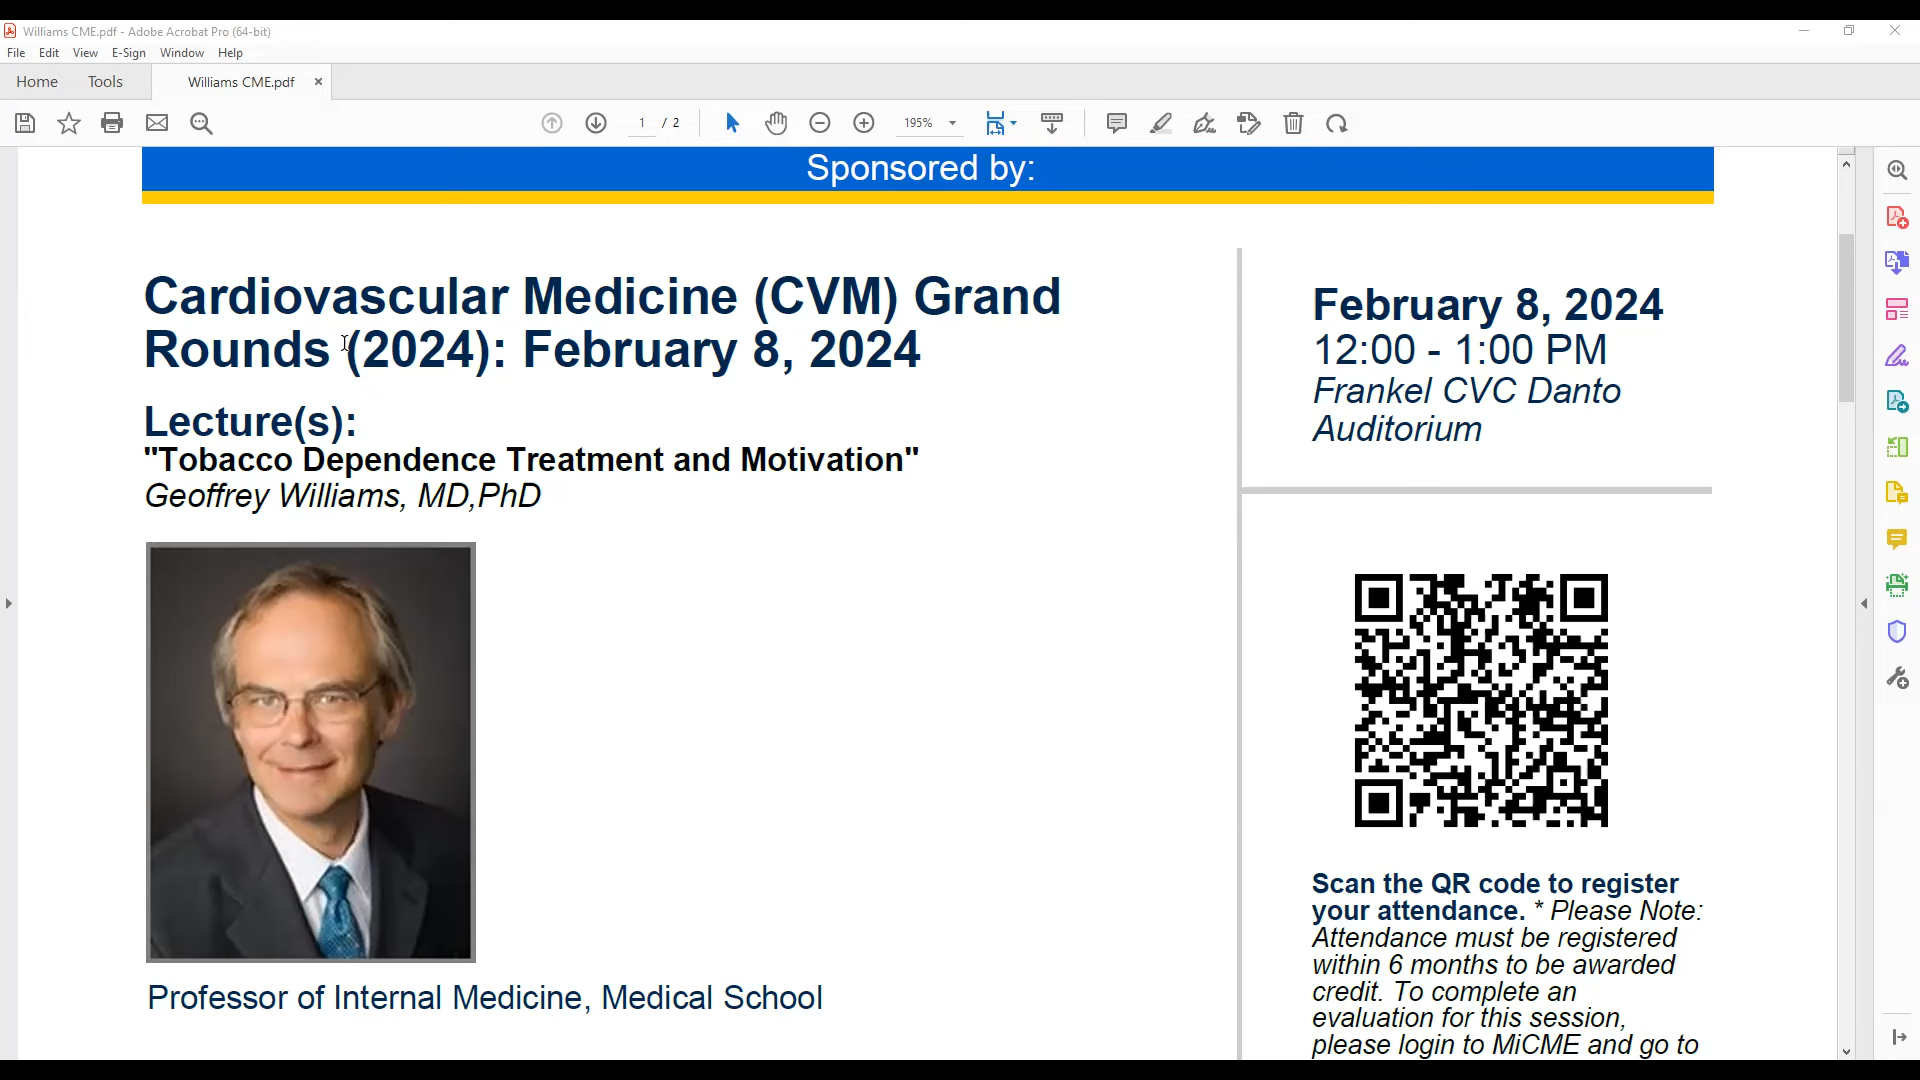 Williams CME.pdf - Adobe Acrobat Pro (64-bit)
File Edit View E-Sign Window Help
Home Tools Williams CME.pdf
1 / 2 195%
Sponsored by:
Cardiovascular Medicine (CVM) Grand
Rounds (2024): February 8, 2024
Lecture(s):
"Tobacco Dependence Treatment and Motivation"
Geoffrey Williams, MD,PhD
Professor of Internal Medicine, Medical School
February 8, 2024
12:00 - 1:00 PM
Frankel CVC Danto
Auditorium
Scan the QR code to register
your attendance. * Please Note:
Attendance must be registered
within 6 months to be awarded
credit. To complete an
evaluation for this session,
please login to MiCME and go to